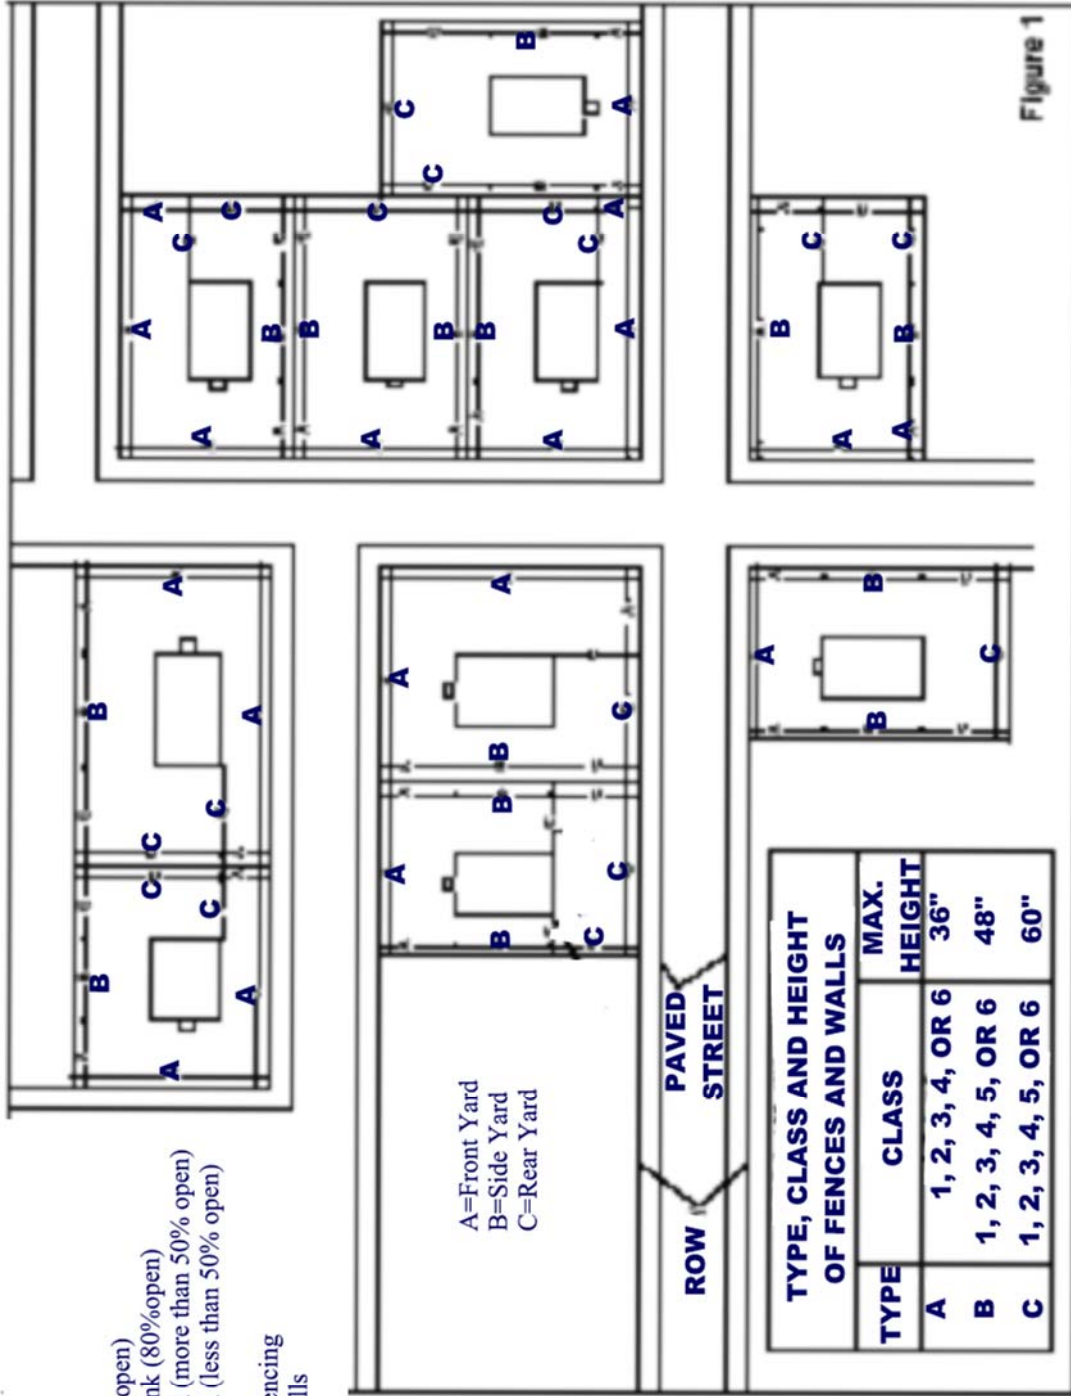 open)
(80%open)
(more than 50% open)
(less than 50% open)
B B
C C
A A
C C
A A
A A
C
A C
B
B
A C
B
B
A C
C
A A
C
C
B
A
A A
B B B A
C C C
A=Front Yard
B=Side Yard
C=Rear Yard
ROW
PAVED
STREET
A
B B
C
B
C
A
A B C
TYPE, CLASS AND HEIGHT
OF FENCES AND WALLS
TYPE CLASS MAX. HEIGHT
A 1, 2, 3, 4, OR 6 36"
B 1, 2, 3, 4, 5, OR 6 48"
C 1, 2, 3, 4, 5, OR 6 60"
Figure 1